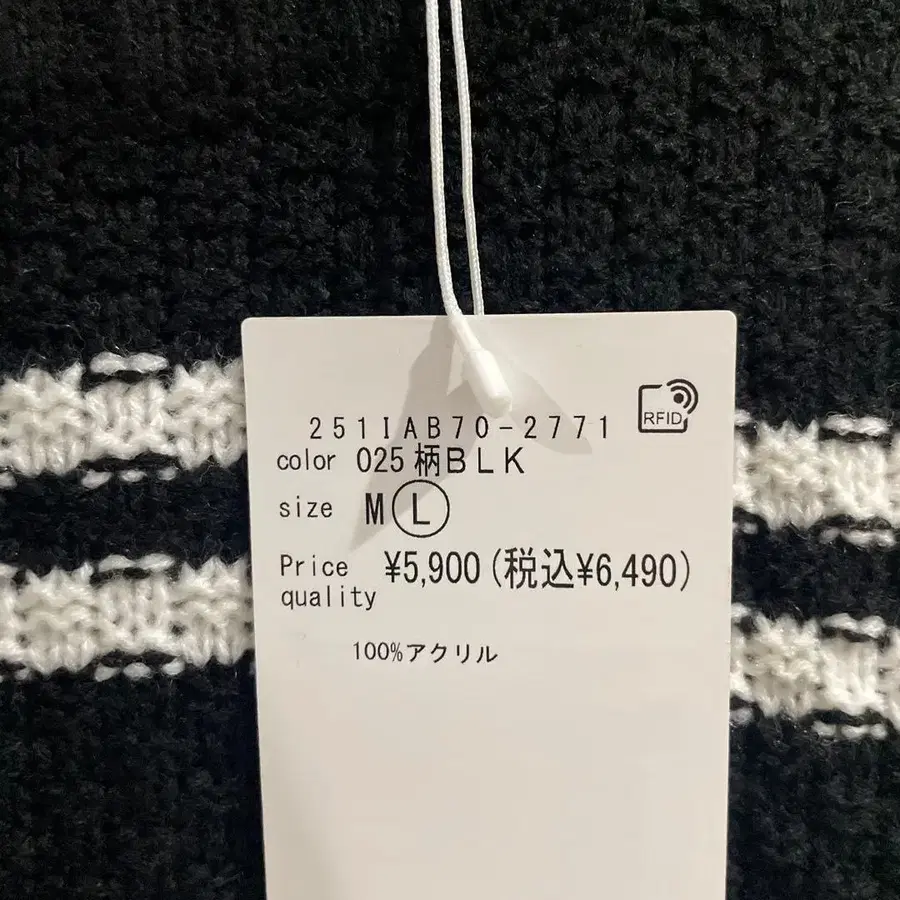 251IAB70-2771
RFID
color 025 柄BLK
size M L
Price ¥5,900 (税込¥6,490)
quality
100%アクリル